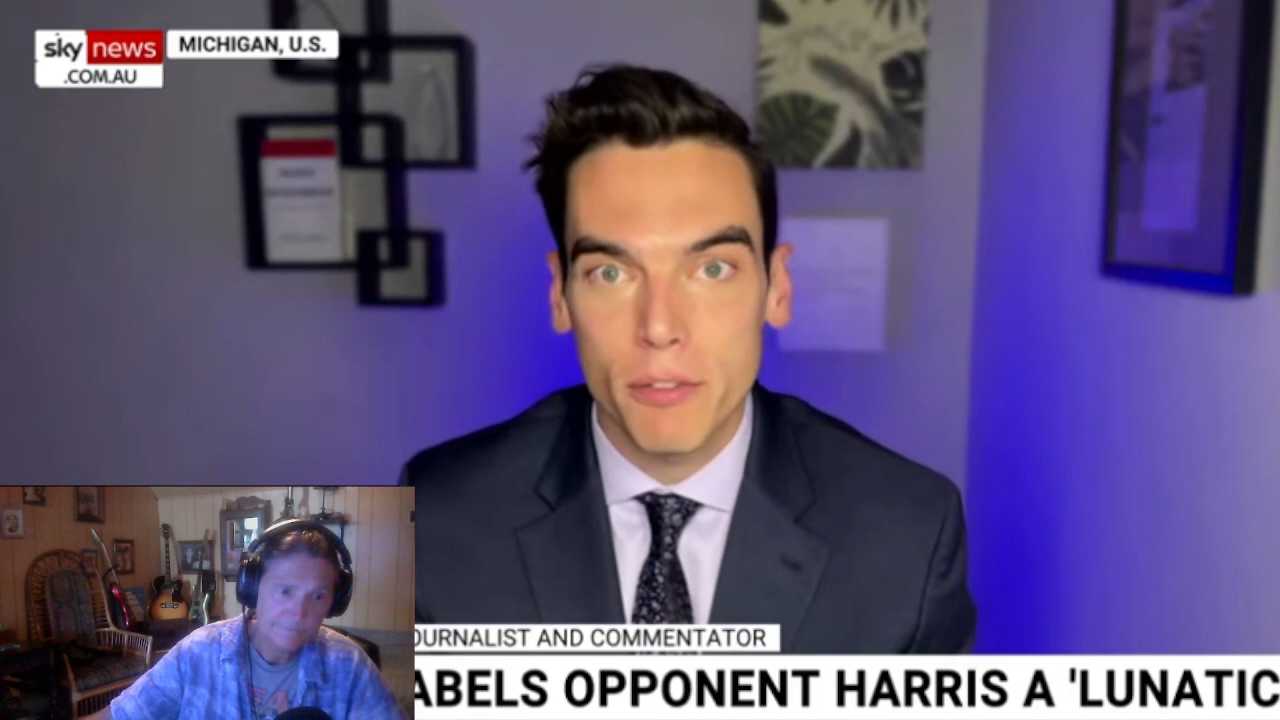 sky news
.COM.AU
MICHIGAN, U.S.
OURNALIST AND COMMENTATOR
ABELS OPPONENT HARRIS A 'LUNATIC